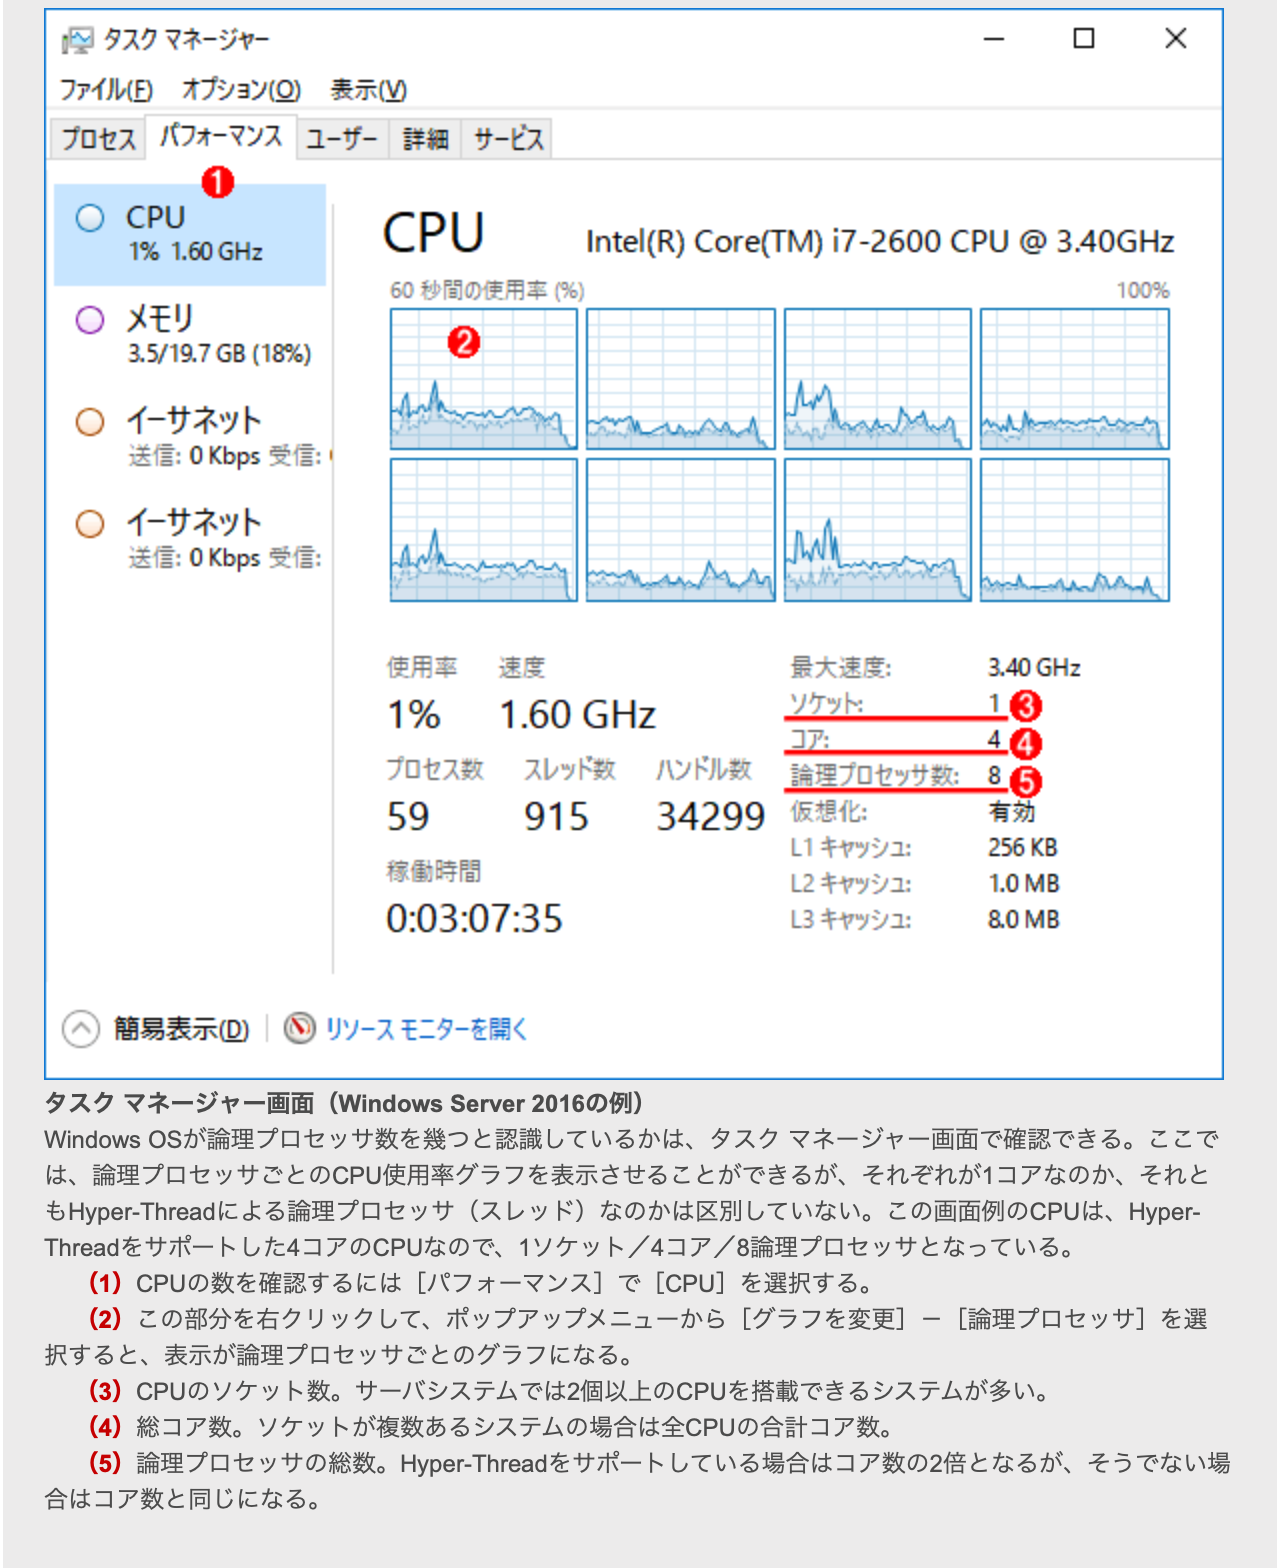 タスク マネージャー
ファイル(F) オプション(O) 表示(V)
プロセス パフォーマンス ユーザー 詳細 サービス
1
CPU
1% 1.60 GHz
メモリ
3.5/19.7 GB (18%)
イーサネット
送信: 0 Kbps 受信:
イーサネット
送信: 0 Kbps 受信:
CPU Intel(R) Core(TM) i7-2600 CPU @ 3.40GHz
60 秒間の使用率 (%) 100%
2
使用率 速度
1% 1.60 GHz
プロセス数 スレッド数 ハンドル数
59 915 34299
稼働時間
0:03:07:35
最大速度: 3.40 GHz
ソケット: 1 3
コア: 4 4
論理プロセッサ数: 8 5
仮想化: 有効
L1 キャッシュ: 256 KB
L2 キャッシュ: 1.0 MB
L3 キャッシュ: 8.0 MB
簡易表示(D) リソース モニターを開く
タスク マネージャー画面（Windows Server 2016の例）
Windows OSが論理プロセッサ数を幾つと認識しているかは、タスク マネージャー画面で確認できる。ここで
は、論理プロセッサごとのCPU使用率グラフを表示させることができるが、それぞれが1コアなのか、それと
もHyper-Threadによる論理プロセッサ（スレッド）なのかは区別していない。この画面例のCPUは、Hyper-
Threadをサポートした4コアのCPUなので、1ソケット／4コア／8論理プロセッサとなっている。
（1）CPUの数を確認するには［パフォーマンス］で［CPU］を選択する。
（2）この部分を右クリックして、ポップアップメニューから［グラフを変更］－［論理プロセッサ］を選
択すると、表示が論理プロセッサごとのグラフになる。
（3）CPUのソケット数。サーバシステムでは2個以上のCPUを搭載できるシステムが多い。
（4）総コア数。ソケットが複数あるシステムの場合は全CPUの合計コア数。
（5）論理プロセッサの総数。Hyper-Threadをサポートしている場合はコア数の2倍となるが、そうでない場
合はコア数と同じになる。